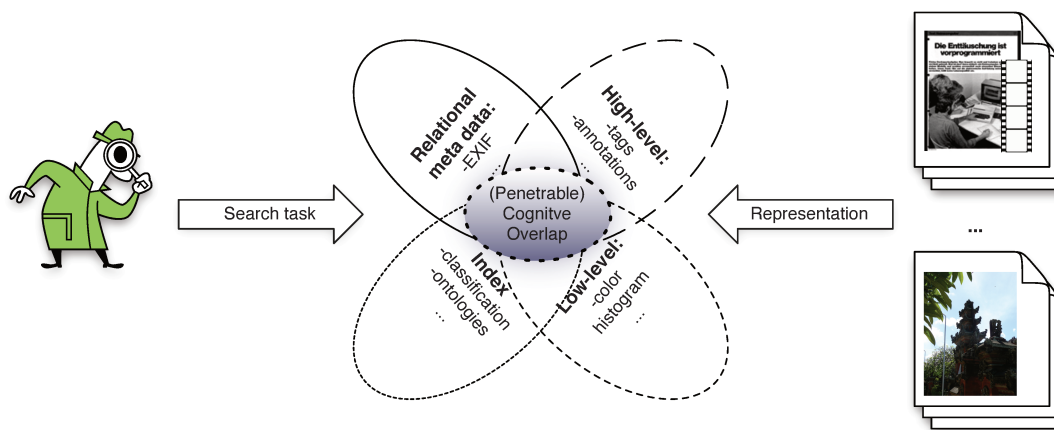 Search task
Relational
meta data:
-EXIF
...
High-level:
-tags
-annotations
...
(Penetrable)
Cognitve
Overlap
Index
-classification
-ontologies
...
Low-level:
-color
histogram
...
Representation
Die Enttäuschung ist
vorprogrammiert
...